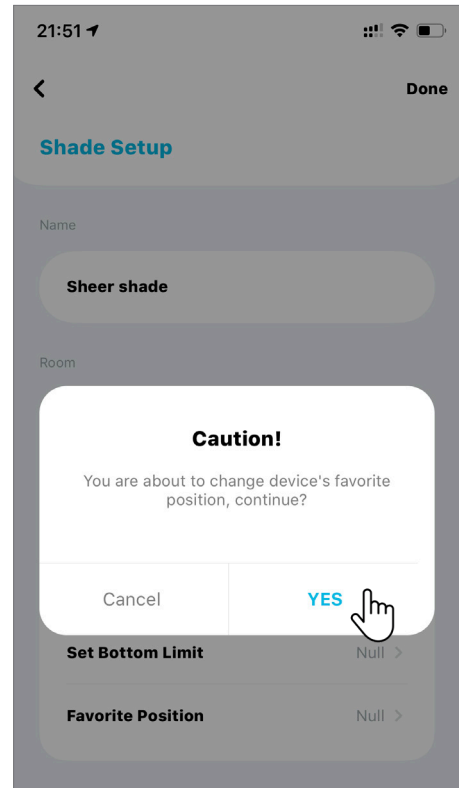 21:51
Done
Shade Setup
Name
Sheer shade
Room
Caution!
You are about to change device's favorite
position, continue?
Cancel
YES
Set Bottom Limit
Null
Favorite Position
Null